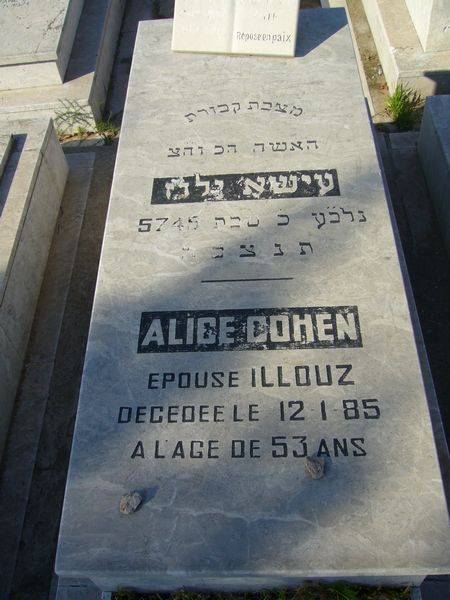 Repose en paix
מצבת קבורת
האשה הכ והצ
עישא נ״ח
נלב״ע כ טבת 5745
ת נ צ ב ה
ALICE COHEN
EPOUSE ILLOUZ
DECEDEE LE 12·1·85
A L'AGE DE 53 ANS